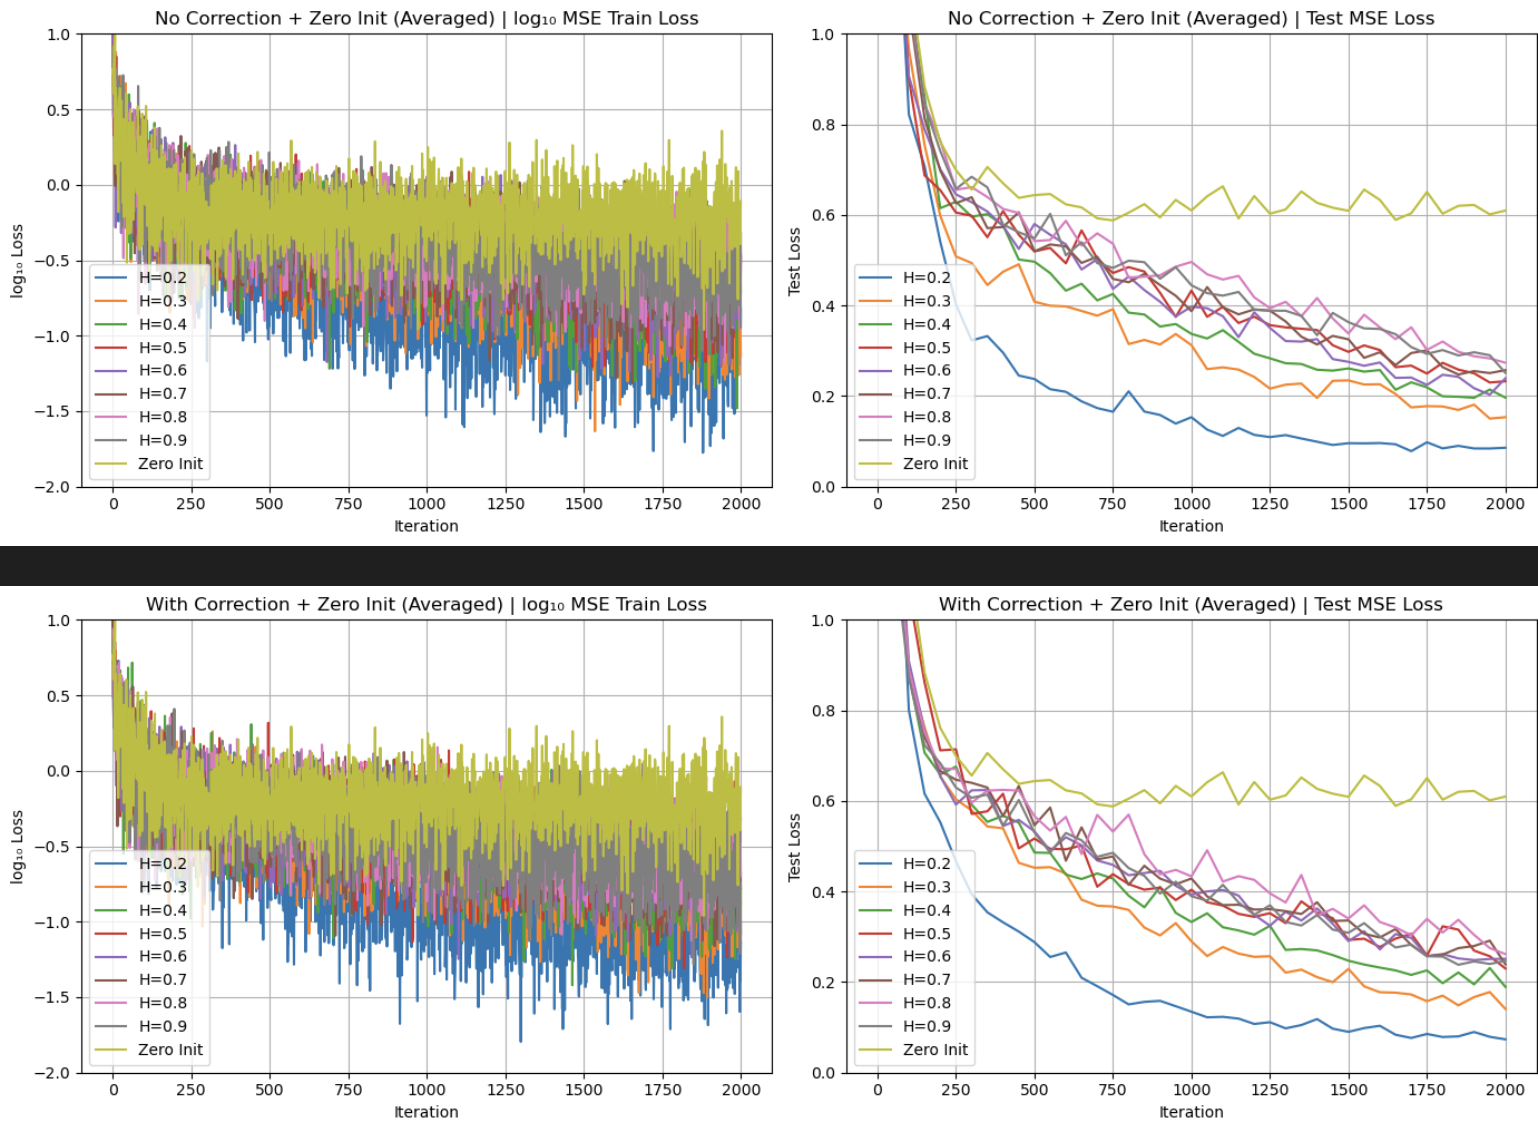 No Correction + Zero Init (Averaged) | log₁₀ MSE Train Loss
1.0
0.5
0.0
−0.5
−1.0
−1.5
−2.0
log₁₀ Loss
H=0.2
H=0.3
H=0.4
H=0.5
H=0.6
H=0.7
H=0.8
H=0.9
Zero Init
0 250 500 750 1000 1250 1500 1750 2000
Iteration
No Correction + Zero Init (Averaged) | Test MSE Loss
1.0
0.8
0.6
0.4
0.2
0.0
Test Loss
H=0.2
H=0.3
H=0.4
H=0.5
H=0.6
H=0.7
H=0.8
H=0.9
Zero Init
0 250 500 750 1000 1250 1500 1750 2000
Iteration
With Correction + Zero Init (Averaged) | log₁₀ MSE Train Loss
1.0
0.5
0.0
−0.5
−1.0
−1.5
−2.0
log₁₀ Loss
H=0.2
H=0.3
H=0.4
H=0.5
H=0.6
H=0.7
H=0.8
H=0.9
Zero Init
0 250 500 750 1000 1250 1500 1750 2000
Iteration
With Correction + Zero Init (Averaged) | Test MSE Loss
1.0
0.8
0.6
0.4
0.2
0.0
Test Loss
H=0.2
H=0.3
H=0.4
H=0.5
H=0.6
H=0.7
H=0.8
H=0.9
Zero Init
0 250 500 750 1000 1250 1500 1750 2000
Iteration